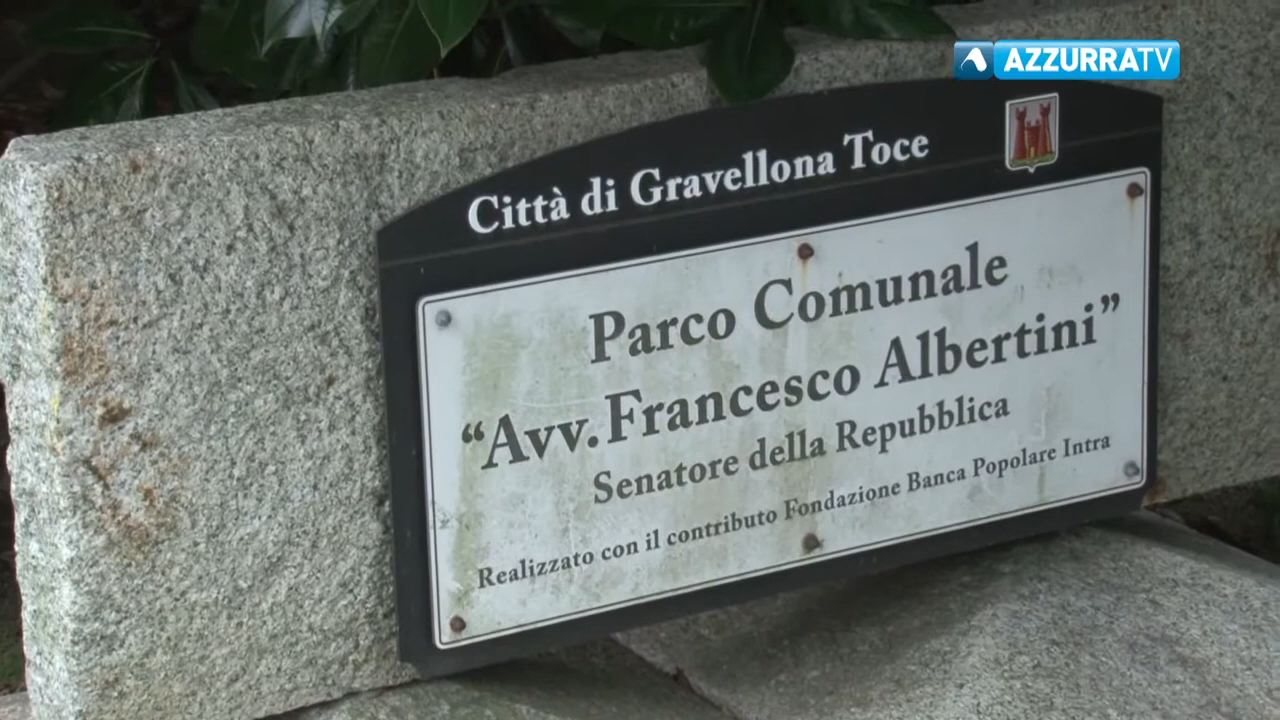 AZZURRATV
Città di Gravellona Toce
Parco Comunale
“Avv. Francesco Albertini”
Senatore della Repubblica
Realizzato con il contributo Fondazione Banca Popolare Intra